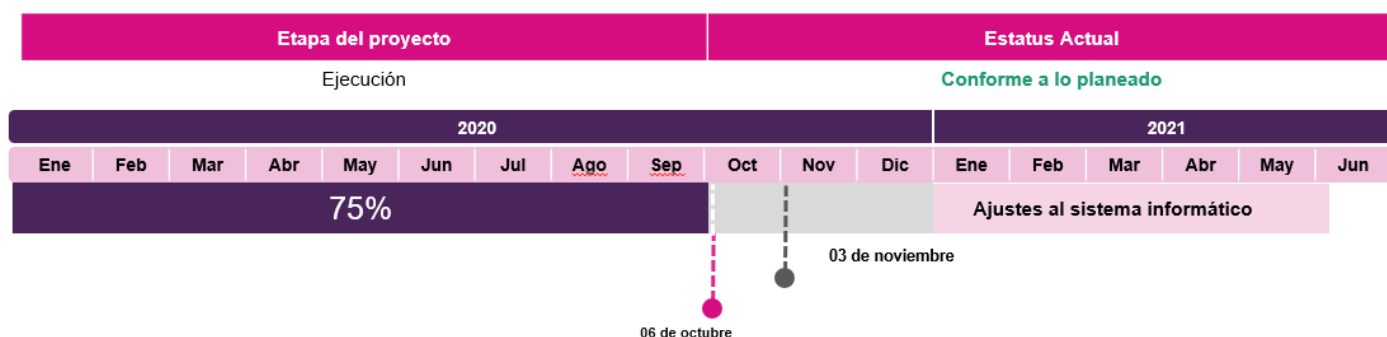 Etapa del proyecto
Estatus Actual
Ejecución
Conforme a lo planeado
2020
2021
Ene Feb Mar Abr May Jun Jul Ago Sep Oct Nov Dic Ene Feb Mar Abr May Jun
75%
Ajustes al sistema informático
03 de noviembre
06 de octubre